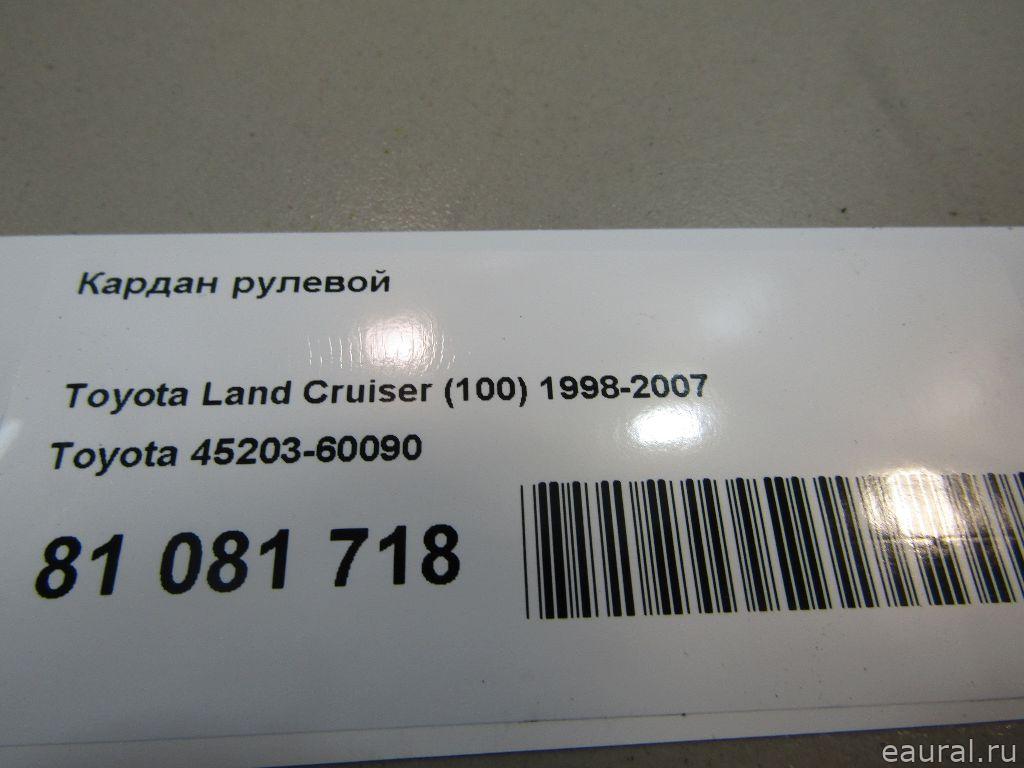 Кардан рулевой
Toyota Land Cruiser (100) 1998-2007
Toyota 45203-60090
81 081 718
eaural.ru